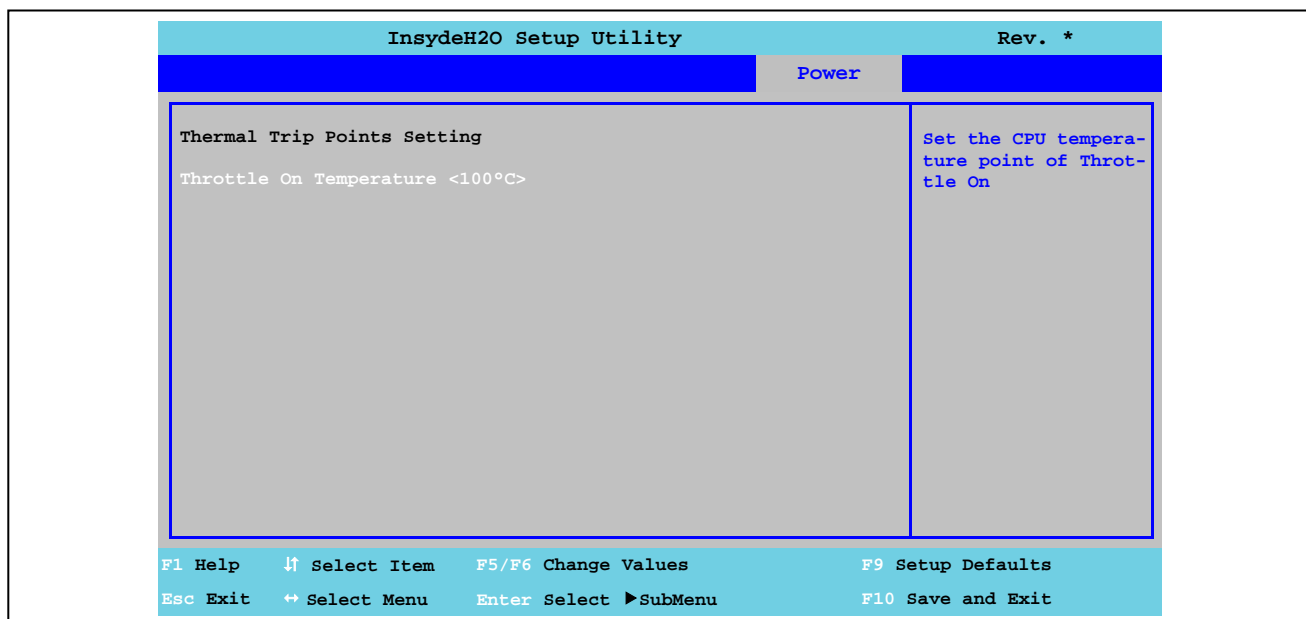 InsydeH2O Setup Utility Rev. *
Power
Thermal Trip Points Setting
Throttle On Temperature <100°C>
Set the CPU tempera-
ture point of Throt-
tle On
F1 Help ↓↑ Select Item F5/F6 Change Values F9 Setup Defaults
Esc Exit ↔ Select Menu Enter Select ▶SubMenu F10 Save and Exit